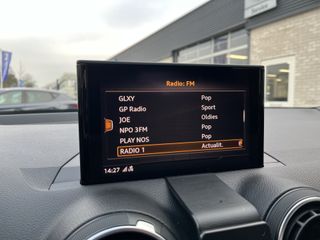 Service
Radio: FM
GLXY Pop
GP Radio Sport
JOE Oldies
NPO 3FM Pop
PLAY NOS Pop
RADIO 1 Actualit.
14:27